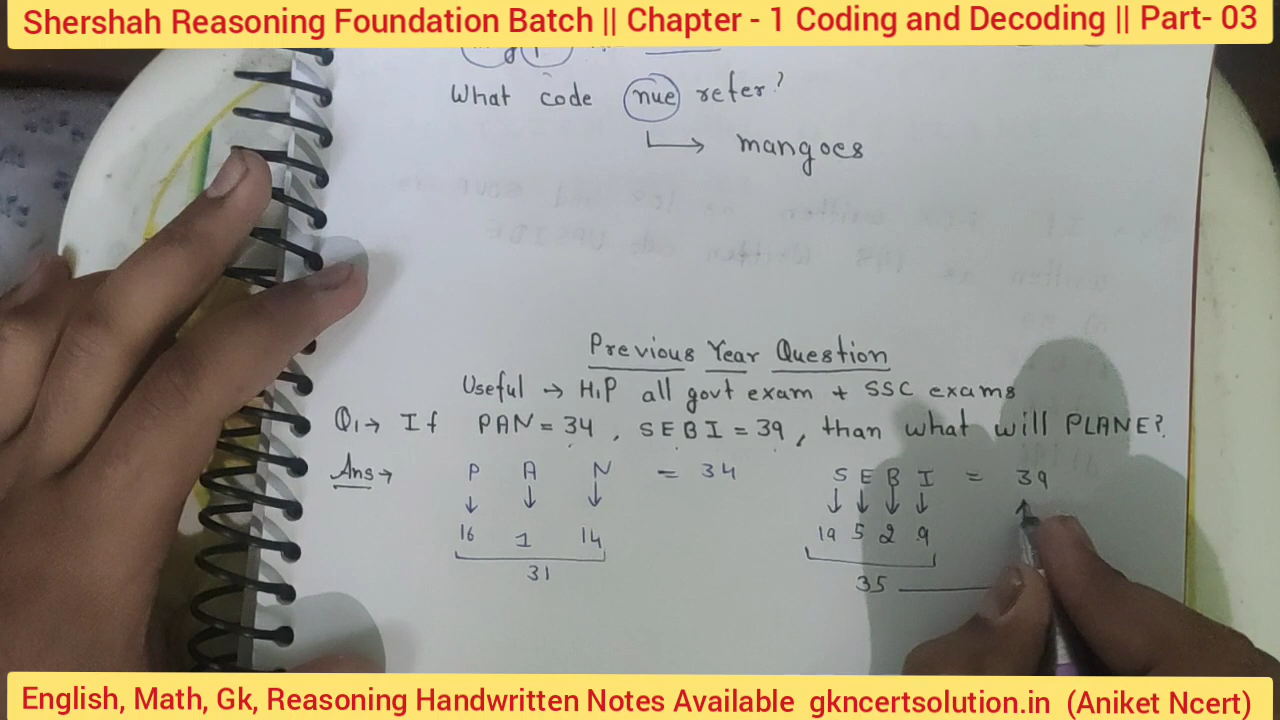 Shershah Reasoning Foundation Batch || Chapter - 1 Coding and Decoding || Part- 03
What code nue refer?
mangoes
Previous Year Question
Useful → H.P all govt exam + SSC exams
Q1→ If PAN = 34, SEBI = 39, than what will PLANE?
Ans→ P A N = 34 S E B I = 39
16 1 14 19 5 2 9
31 35
English, Math, Gk, Reasoning Handwritten Notes Available gkncertsolution.in (Aniket Ncert)